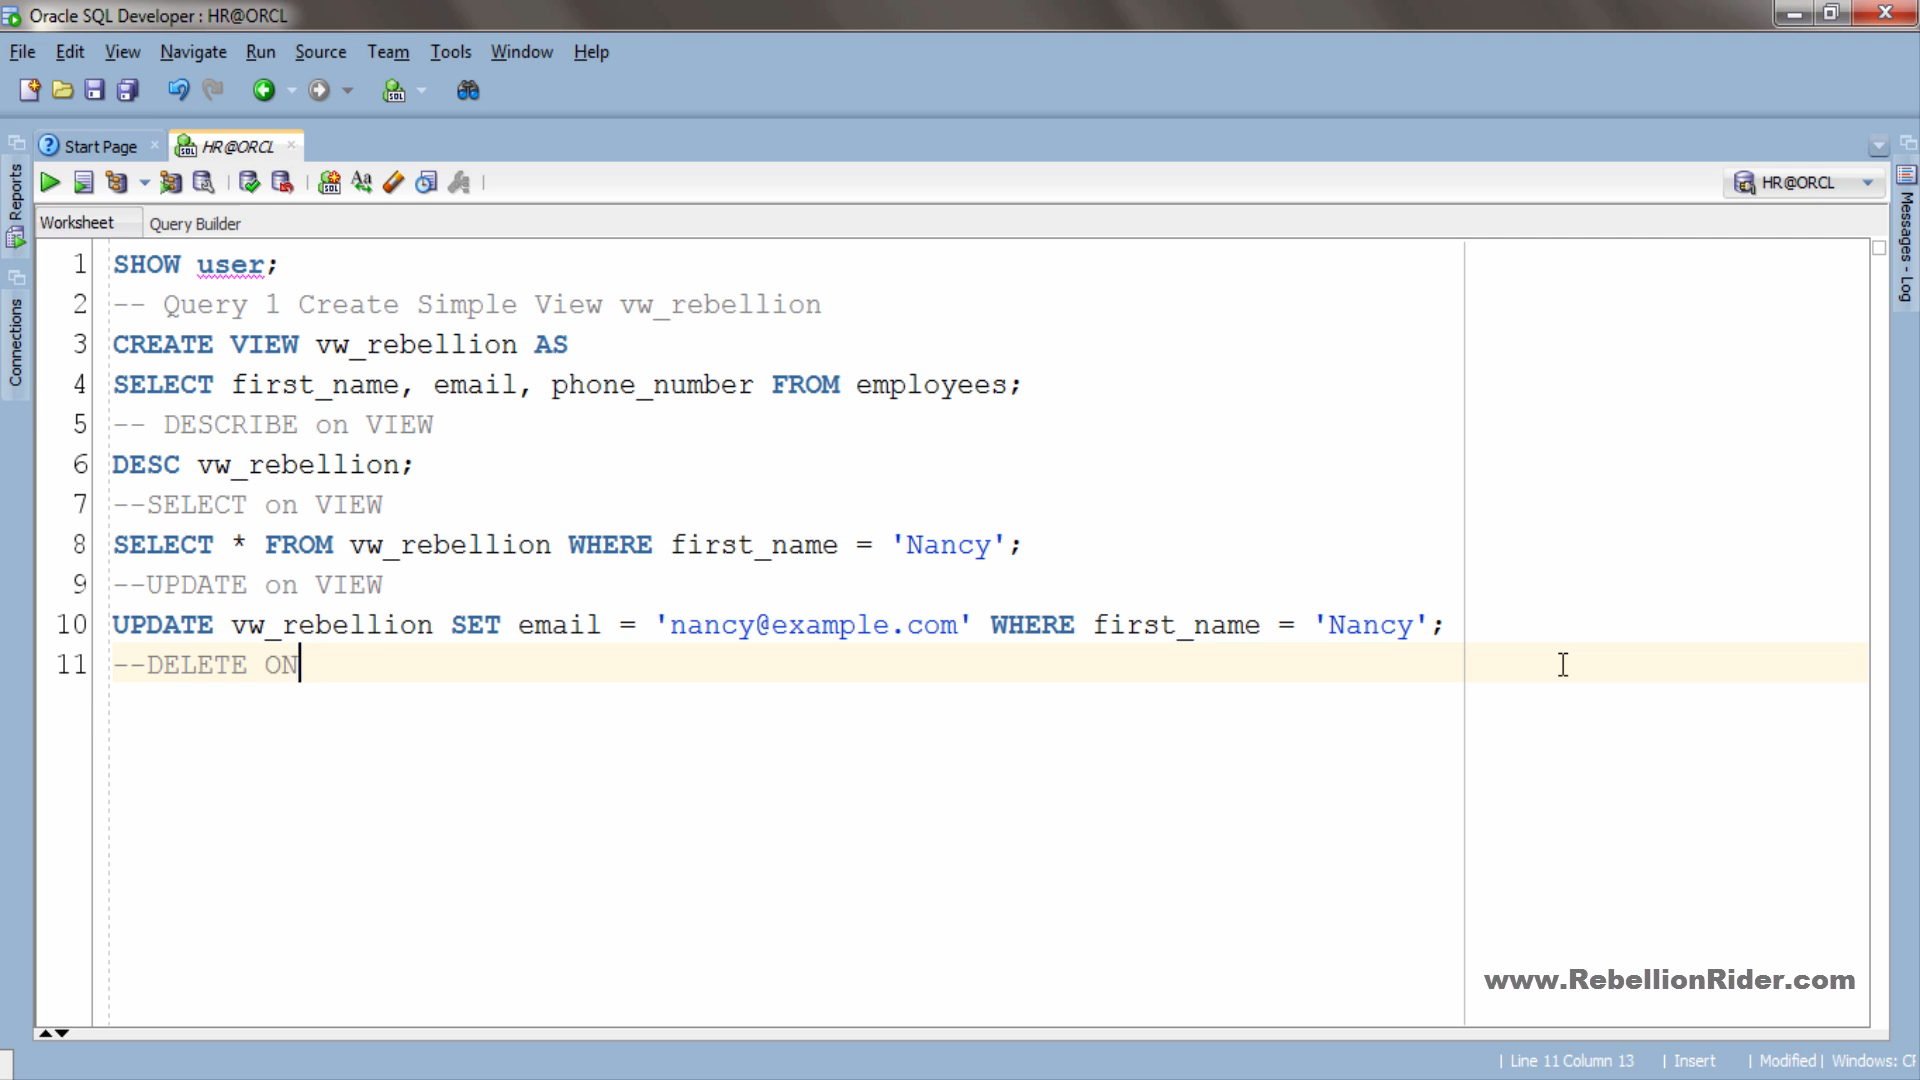 Oracle SQL Developer : HR@ORCL
File Edit View Navigate Run Source Team Tools Window Help
Start Page HR@ORCL
HR@ORCL
Worksheet Query Builder
Reports
Connections
Messages - Log
1 SHOW user;
2 -- Query 1 Create Simple View vw_rebellion
3 CREATE VIEW vw_rebellion AS
4 SELECT first_name, email, phone_number FROM employees;
5 -- DESCRIBE on VIEW
6 DESC vw_rebellion;
7 --SELECT on VIEW
8 SELECT * FROM vw_rebellion WHERE first_name = 'Nancy';
9 --UPDATE on VIEW
10 UPDATE vw_rebellion SET email = 'nancy@example.com' WHERE first_name = 'Nancy';
11 --DELETE ON
www.RebellionRider.com
| Line 11 Column 13 | Insert | Modified | Windows: